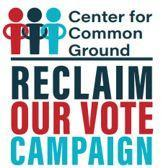 Center for
Common
Ground
RECLAIM
OUR VOTE
CAMPAIGN